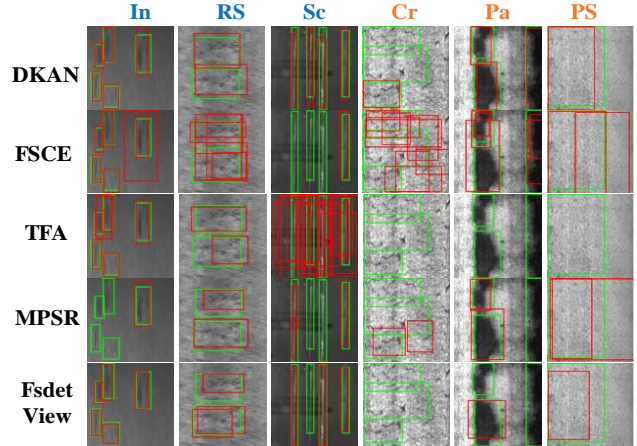 In RS Sc Cr Pa PS
DKAN
FSCE
TFA
MPSR
Fsdet
View